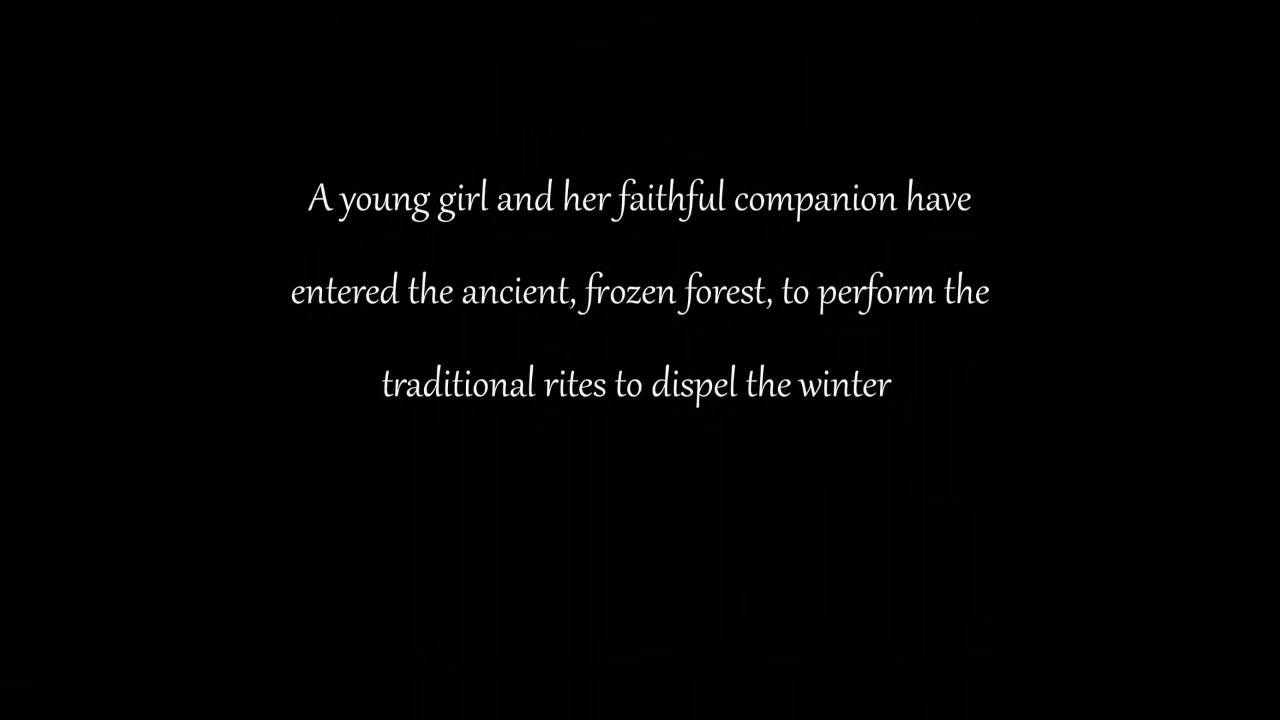 A young girl and her faithful companion have
entered the ancient, frozen forest, to perform the
traditional rites to dispel the winter